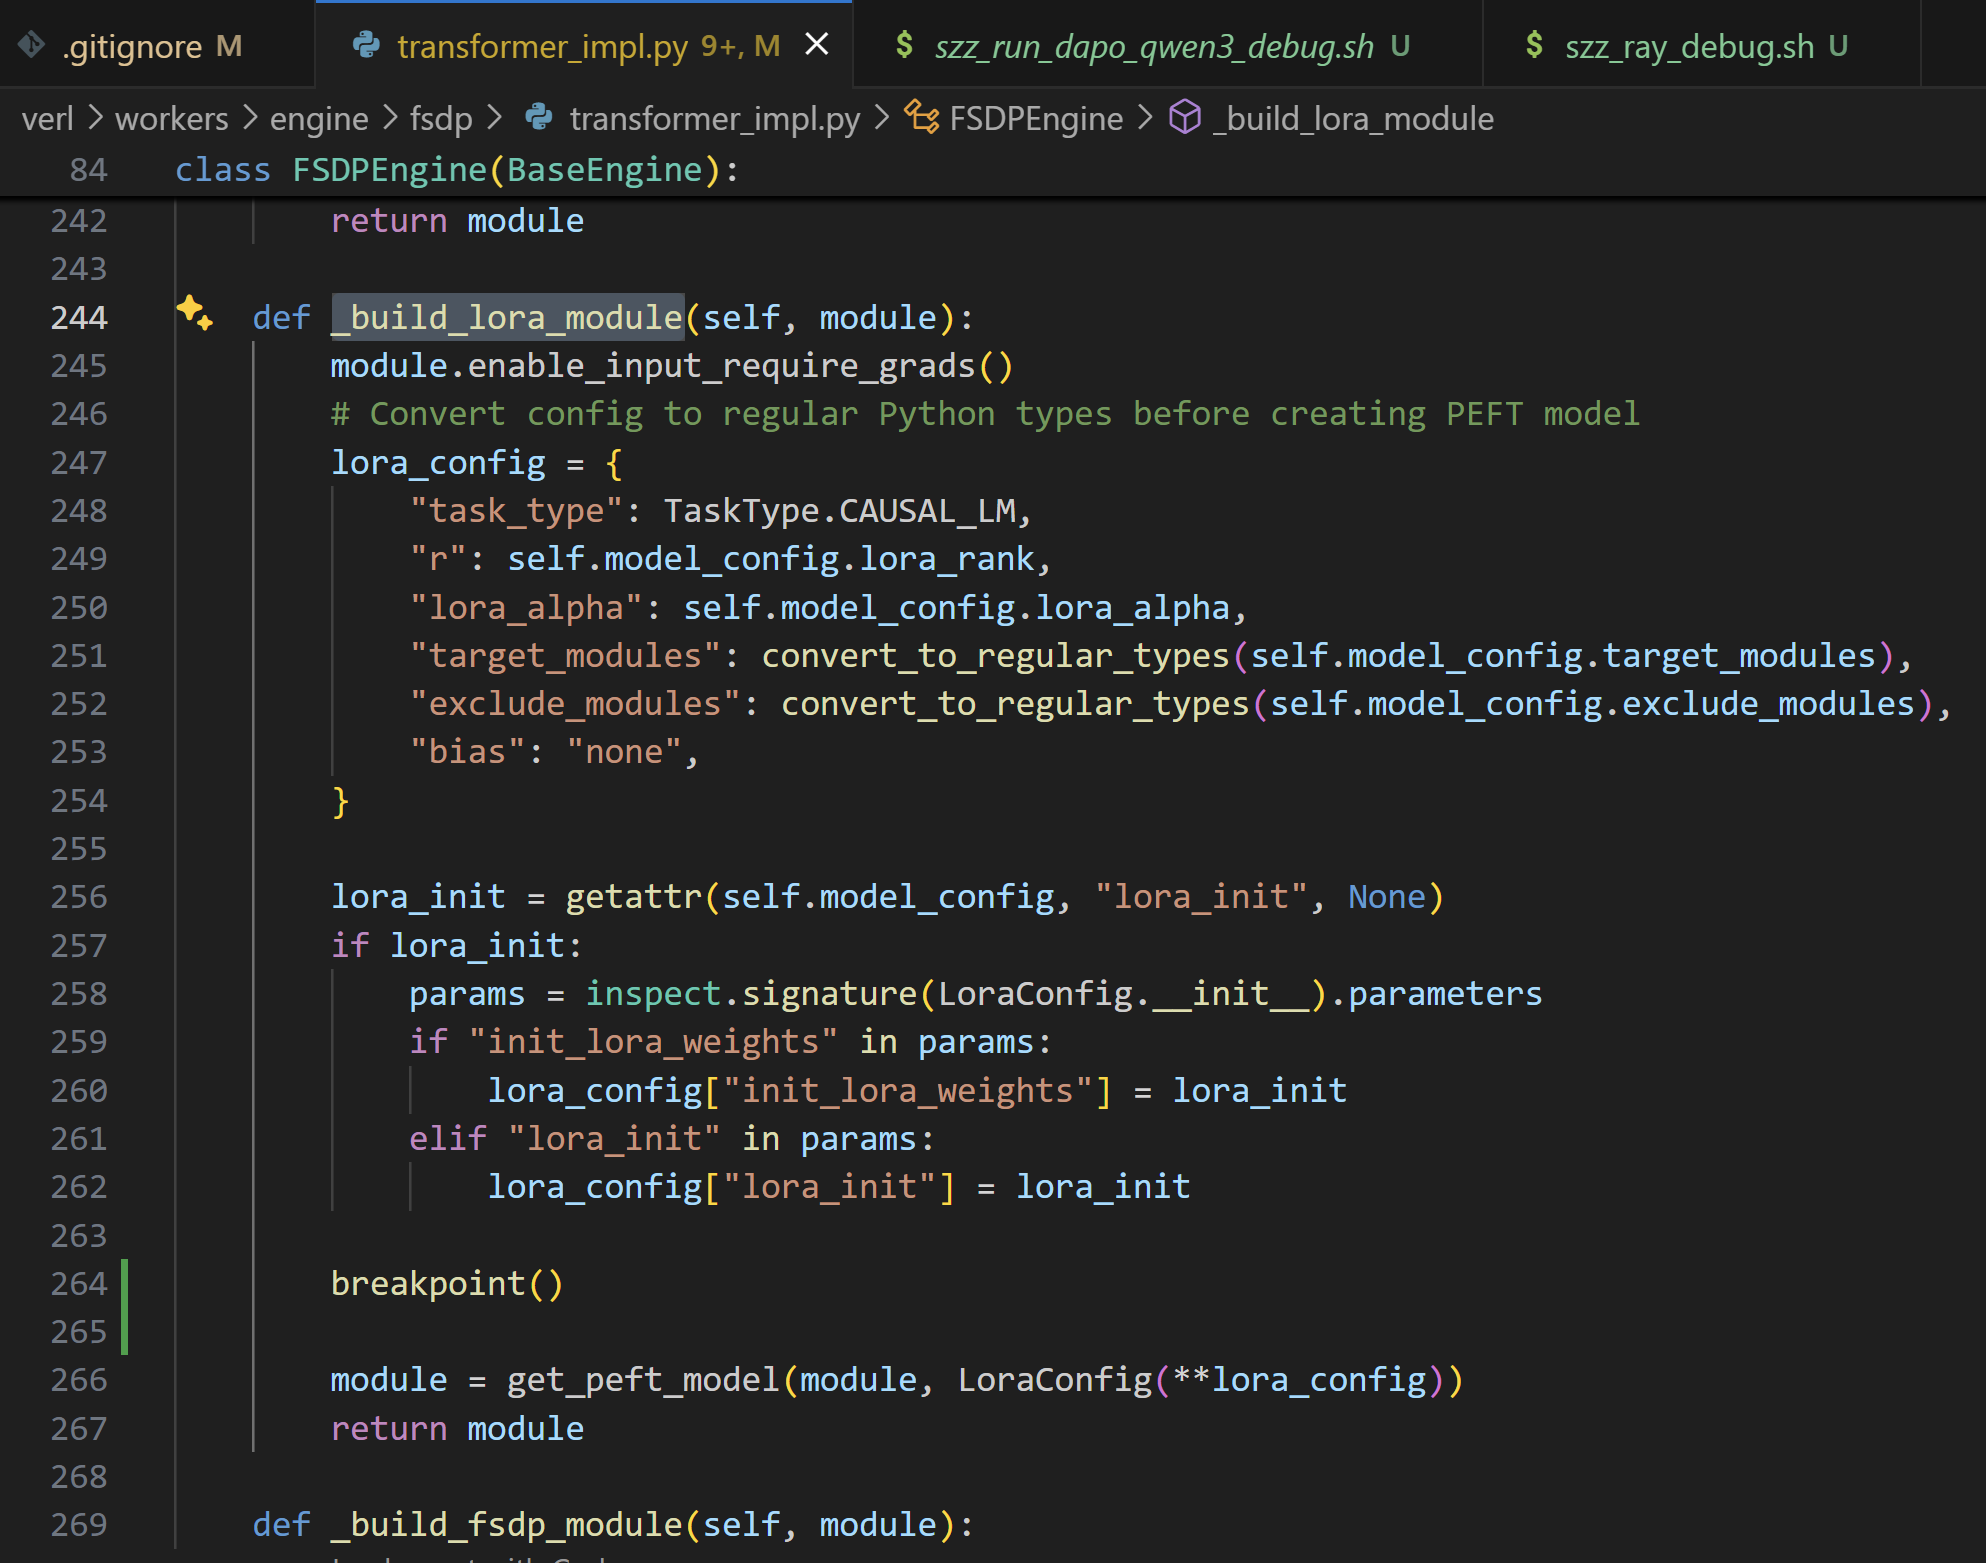 .gitignore M transformer_impl.py 9+, M szz_run_dapo_qwen3_debug.sh U szz_ray_debug.sh U
verl > workers > engine > fsdp > transformer_impl.py > FSDPEngine > _build_lora_module
84 class FSDPEngine(BaseEngine):
242 return module
243
244 def _build_lora_module(self, module):
245 module.enable_input_require_grads()
246 # Convert config to regular Python types before creating PEFT model
247 lora_config = {
248 "task_type": TaskType.CAUSAL_LM,
249 "r": self.model_config.lora_rank,
250 "lora_alpha": self.model_config.lora_alpha,
251 "target_modules": convert_to_regular_types(self.model_config.target_modules),
252 "exclude_modules": convert_to_regular_types(self.model_config.exclude_modules),
253 "bias": "none",
254 }
255
256 lora_init = getattr(self.model_config, "lora_init", None)
257 if lora_init:
258 params = inspect.signature(LoraConfig.__init__).parameters
259 if "init_lora_weights" in params:
260 lora_config["init_lora_weights"] = lora_init
261 elif "lora_init" in params:
262 lora_config["lora_init"] = lora_init
263
264 breakpoint()
265
266 module = get_peft_model(module, LoraConfig(**lora_config))
267 return module
268
269 def _build_fsdp_module(self, module):